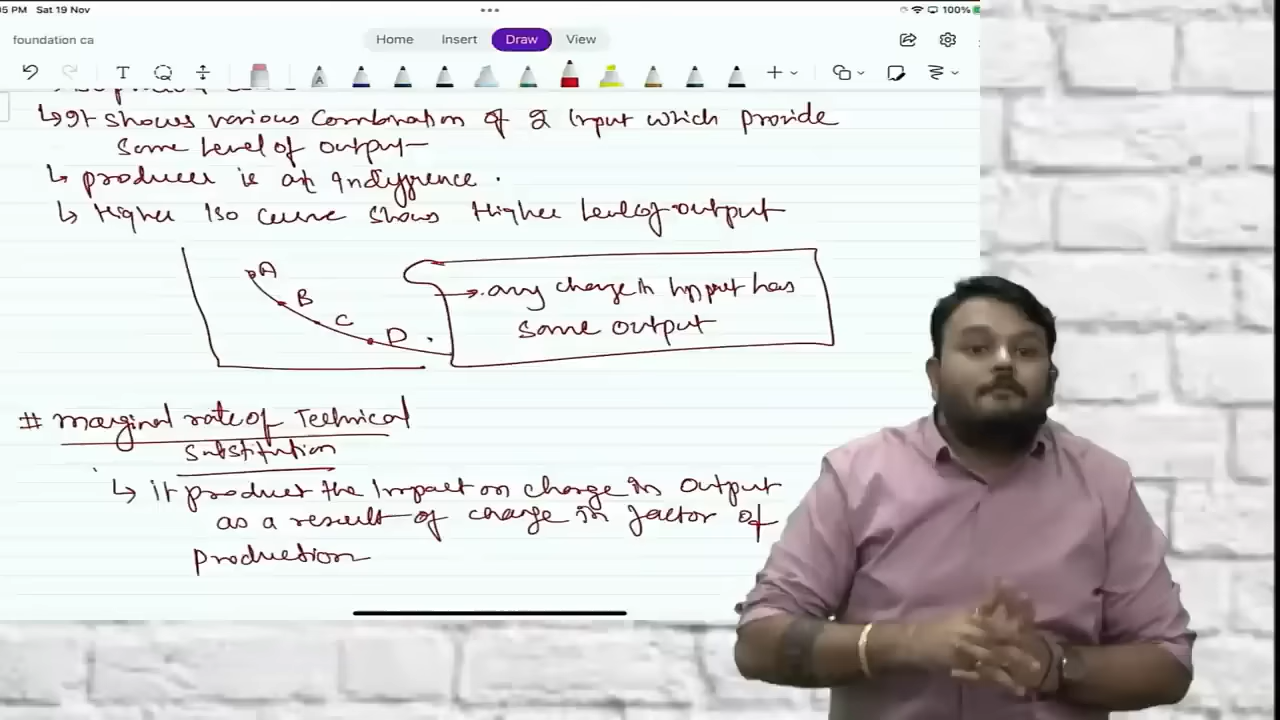 5 PM Sat 19 Nov
100%
foundation ca
Home Insert Draw View
↳ It shows various Combination of 2 Input which provide
Same Level of output
↳ producer is at Indifference.
↳ Higher Iso curve shows Higher level of output
A
B
C
D
→ any change in input has
same output
# marginal rate of Technical
Substitution
↳ it product the Impact on change in output
as a result of change in factor of
production